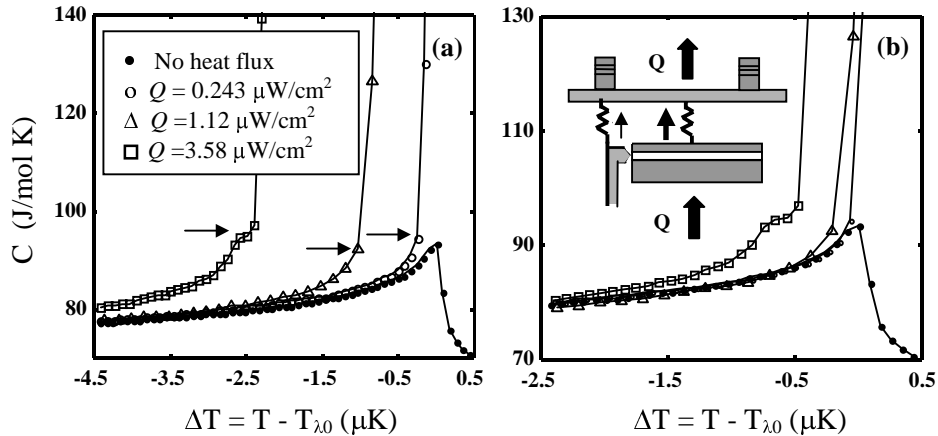 140
120
100
80
C (J/mol K)
(a)
No heat flux
Q = 0.243 µW/cm²
Q =1.12 µW/cm²
Q =3.58 µW/cm²
-4.5
-3.5
-2.5
-1.5
-0.5
0.5
ΔT = T - Tλ0 (µK)
130
110
90
70
(b)
Q
Q
-2.5
-1.5
-0.5
0.5
ΔT = T - Tλ0 (µK)